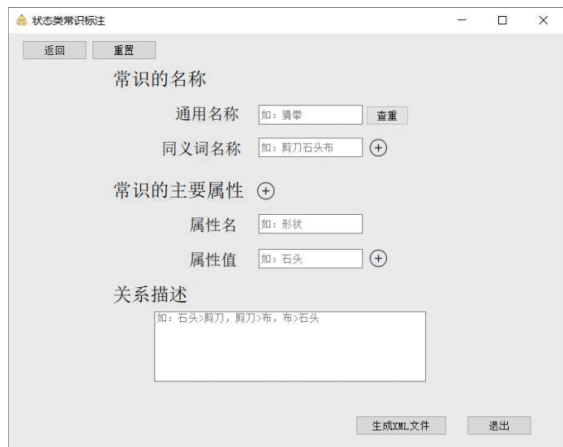 状态类常识标注
返回 重置
常识的名称
通用名称 如: 猜拳 查重
同义词名称 如: 剪刀石头布
常识的主要属性
属性名 如: 形状
属性值 如: 石头
关系描述
如: 石头>剪刀, 剪刀>布, 布>石头
生成XML文件 退出